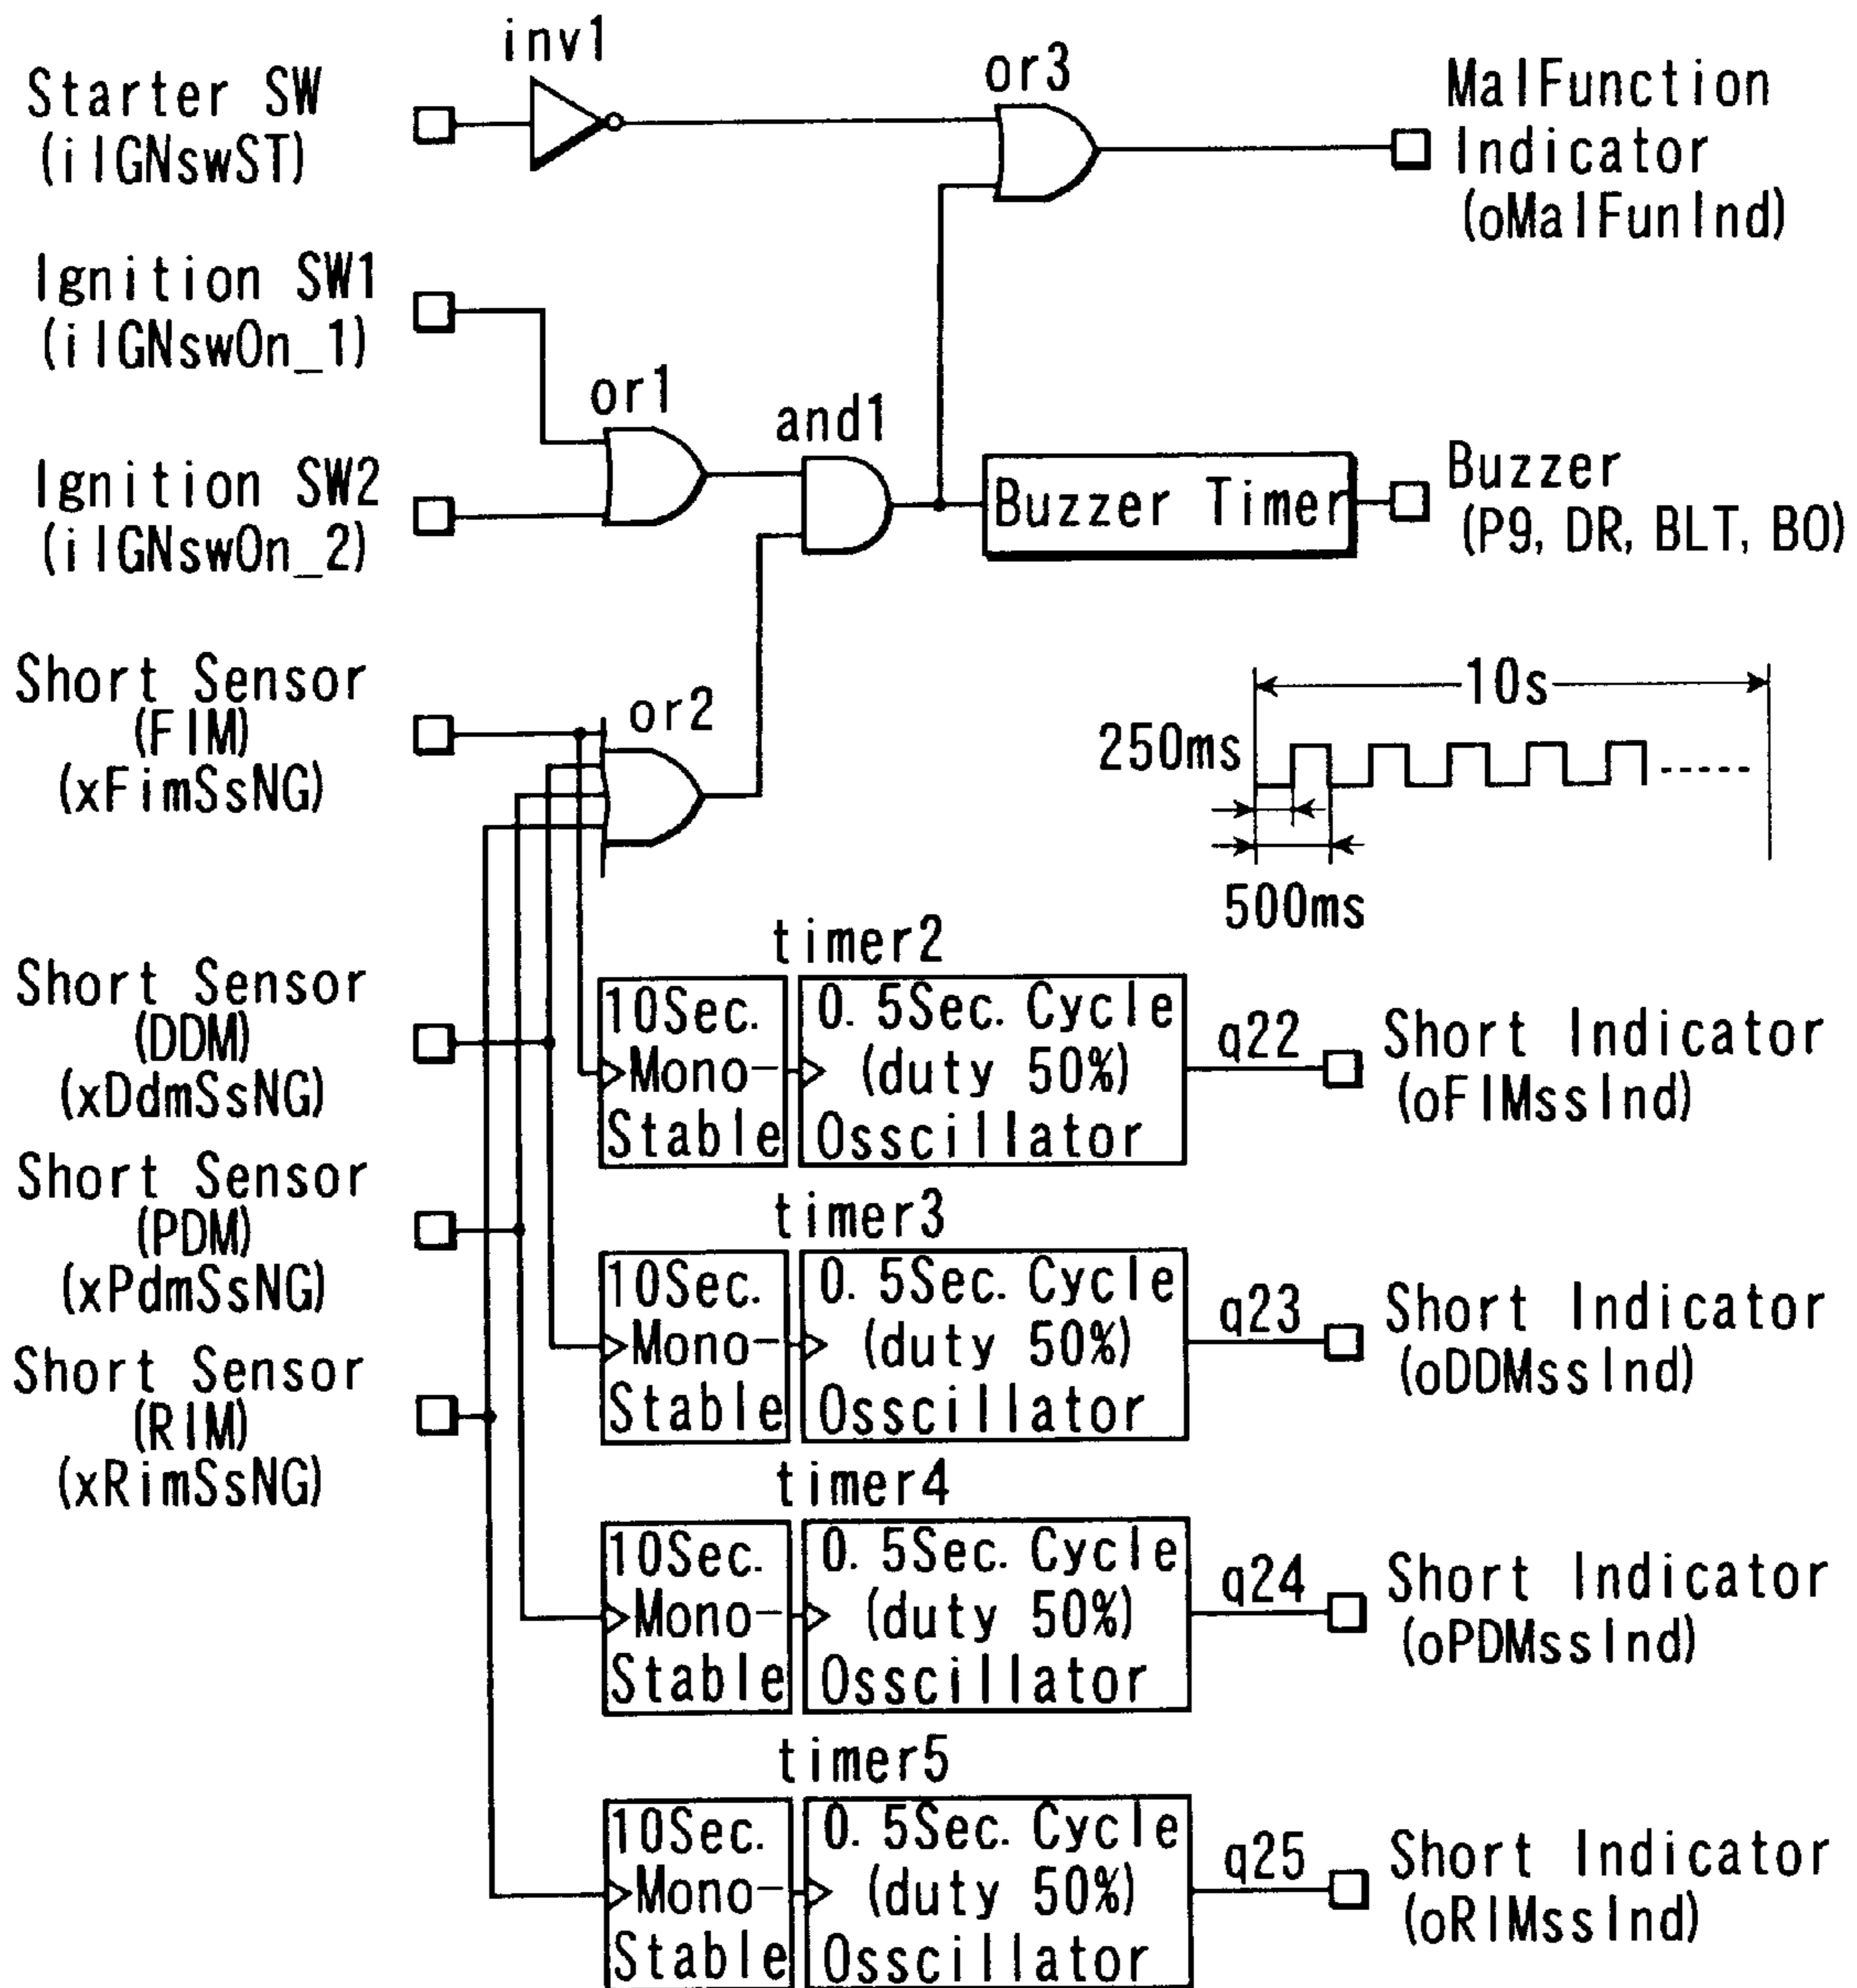 inv1
or3
Starter SW
(iIGNswST)
MalFunction
Indicator
(oMalFunInd)
Ignition SW1
(iIGNswOn_1)
or1
and1
Ignition SW2
(iIGNswOn_2)
Buzzer Timer
Buzzer
(P9, DR, BLT, BO)
Short Sensor
(FIM)
(xFimSsNG)
or2
10s
250ms
500ms
timer2
Short Sensor
(DDM)
(xDdmSsNG)
10Sec.
Mono-
Stable
0.5Sec. Cycle
(duty 50%)
Osscillator
q22
Short Indicator
(oFIMssInd)
Short Sensor
(PDM)
(xPdmSsNG)
timer3
10Sec.
Mono-
Stable
0.5Sec. Cycle
(duty 50%)
Osscillator
q23
Short Indicator
(oDDMssInd)
Short Sensor
(RIM)
(xRimSsNG)
timer4
10Sec.
Mono-
Stable
0.5Sec. Cycle
(duty 50%)
Osscillator
q24
Short Indicator
(oPDMssInd)
timer5
10Sec.
Mono-
Stable
0.5Sec. Cycle
(duty 50%)
Osscillator
q25
Short Indicator
(oRIMssInd)